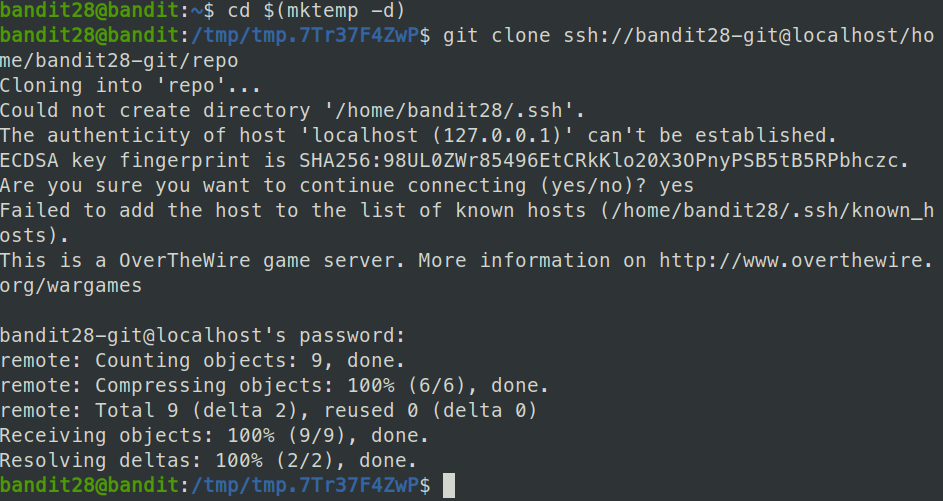 bandit28@bandit:~$ cd $(mktemp -d)
bandit28@bandit:/tmp/tmp.7Tr37F4ZwP$ git clone ssh://bandit28-git@localhost/ho
me/bandit28-git/repo
Cloning into 'repo'...
Could not create directory '/home/bandit28/.ssh'.
The authenticity of host 'localhost (127.0.0.1)' can't be established.
ECDSA key fingerprint is SHA256:98UL0ZWr85496EtCRkKlo20X3OPnyPSB5tB5RPbhczc.
Are you sure you want to continue connecting (yes/no)? yes
Failed to add the host to the list of known hosts (/home/bandit28/.ssh/known_h
osts).
This is a OverTheWire game server. More information on http://www.overthewire.
org/wargames
bandit28-git@localhost's password:
remote: Counting objects: 9, done.
remote: Compressing objects: 100% (6/6), done.
remote: Total 9 (delta 2), reused 0 (delta 0)
Receiving objects: 100% (9/9), done.
Resolving deltas: 100% (2/2), done.
bandit28@bandit:/tmp/tmp.7Tr37F4ZwP$